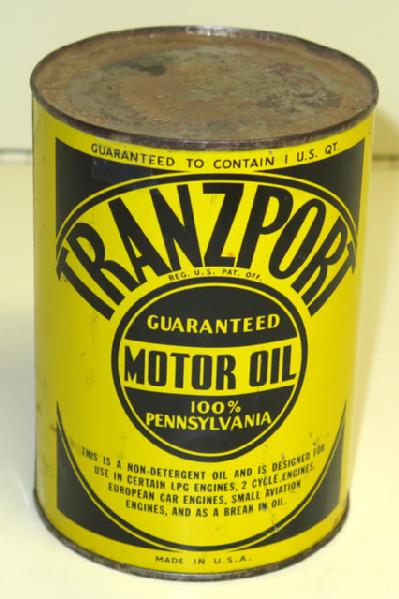 GUARANTEED TO CONTAIN 1 U.S. QT.
TRANZPORT
REG. U.S. PAT. OFF.
GUARANTEED
MOTOR OIL
100%
PENNSYLVANIA
THIS IS A NON-DETERGENT OIL AND IS DESIGNED FOR
USE IN CERTAIN LPG ENGINES, 2 CYCLE ENGINES,
EUROPEAN CAR ENGINES, SMALL AVIATION
ENGINES, AND AS A BREAK IN OIL.
MADE IN U.S.A.